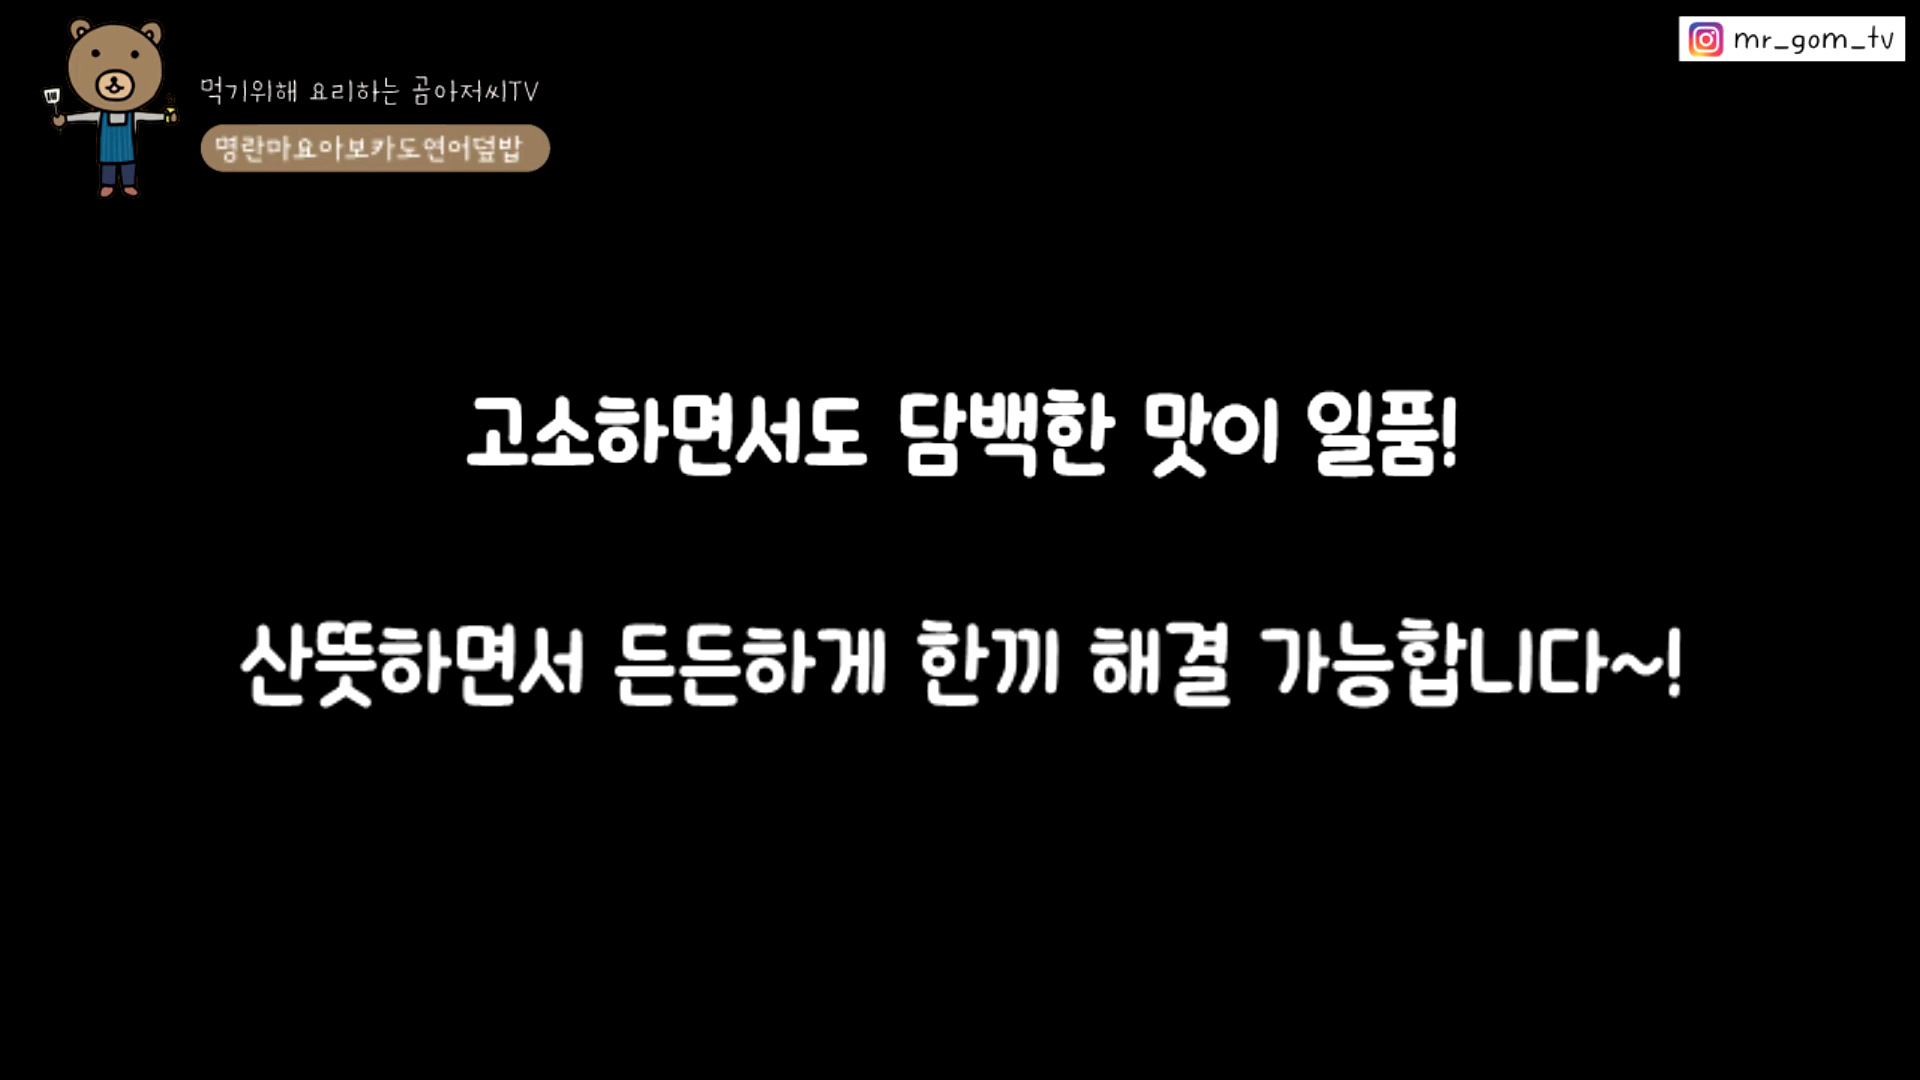 먹기위해 요리하는 곰아저씨TV
명란마요아보카도연어덮밥
mr_gom_tv
고소하면서도 담백한 맛이 일품!
산뜻하면서 든든하게 한끼 해결 가능합니다~!